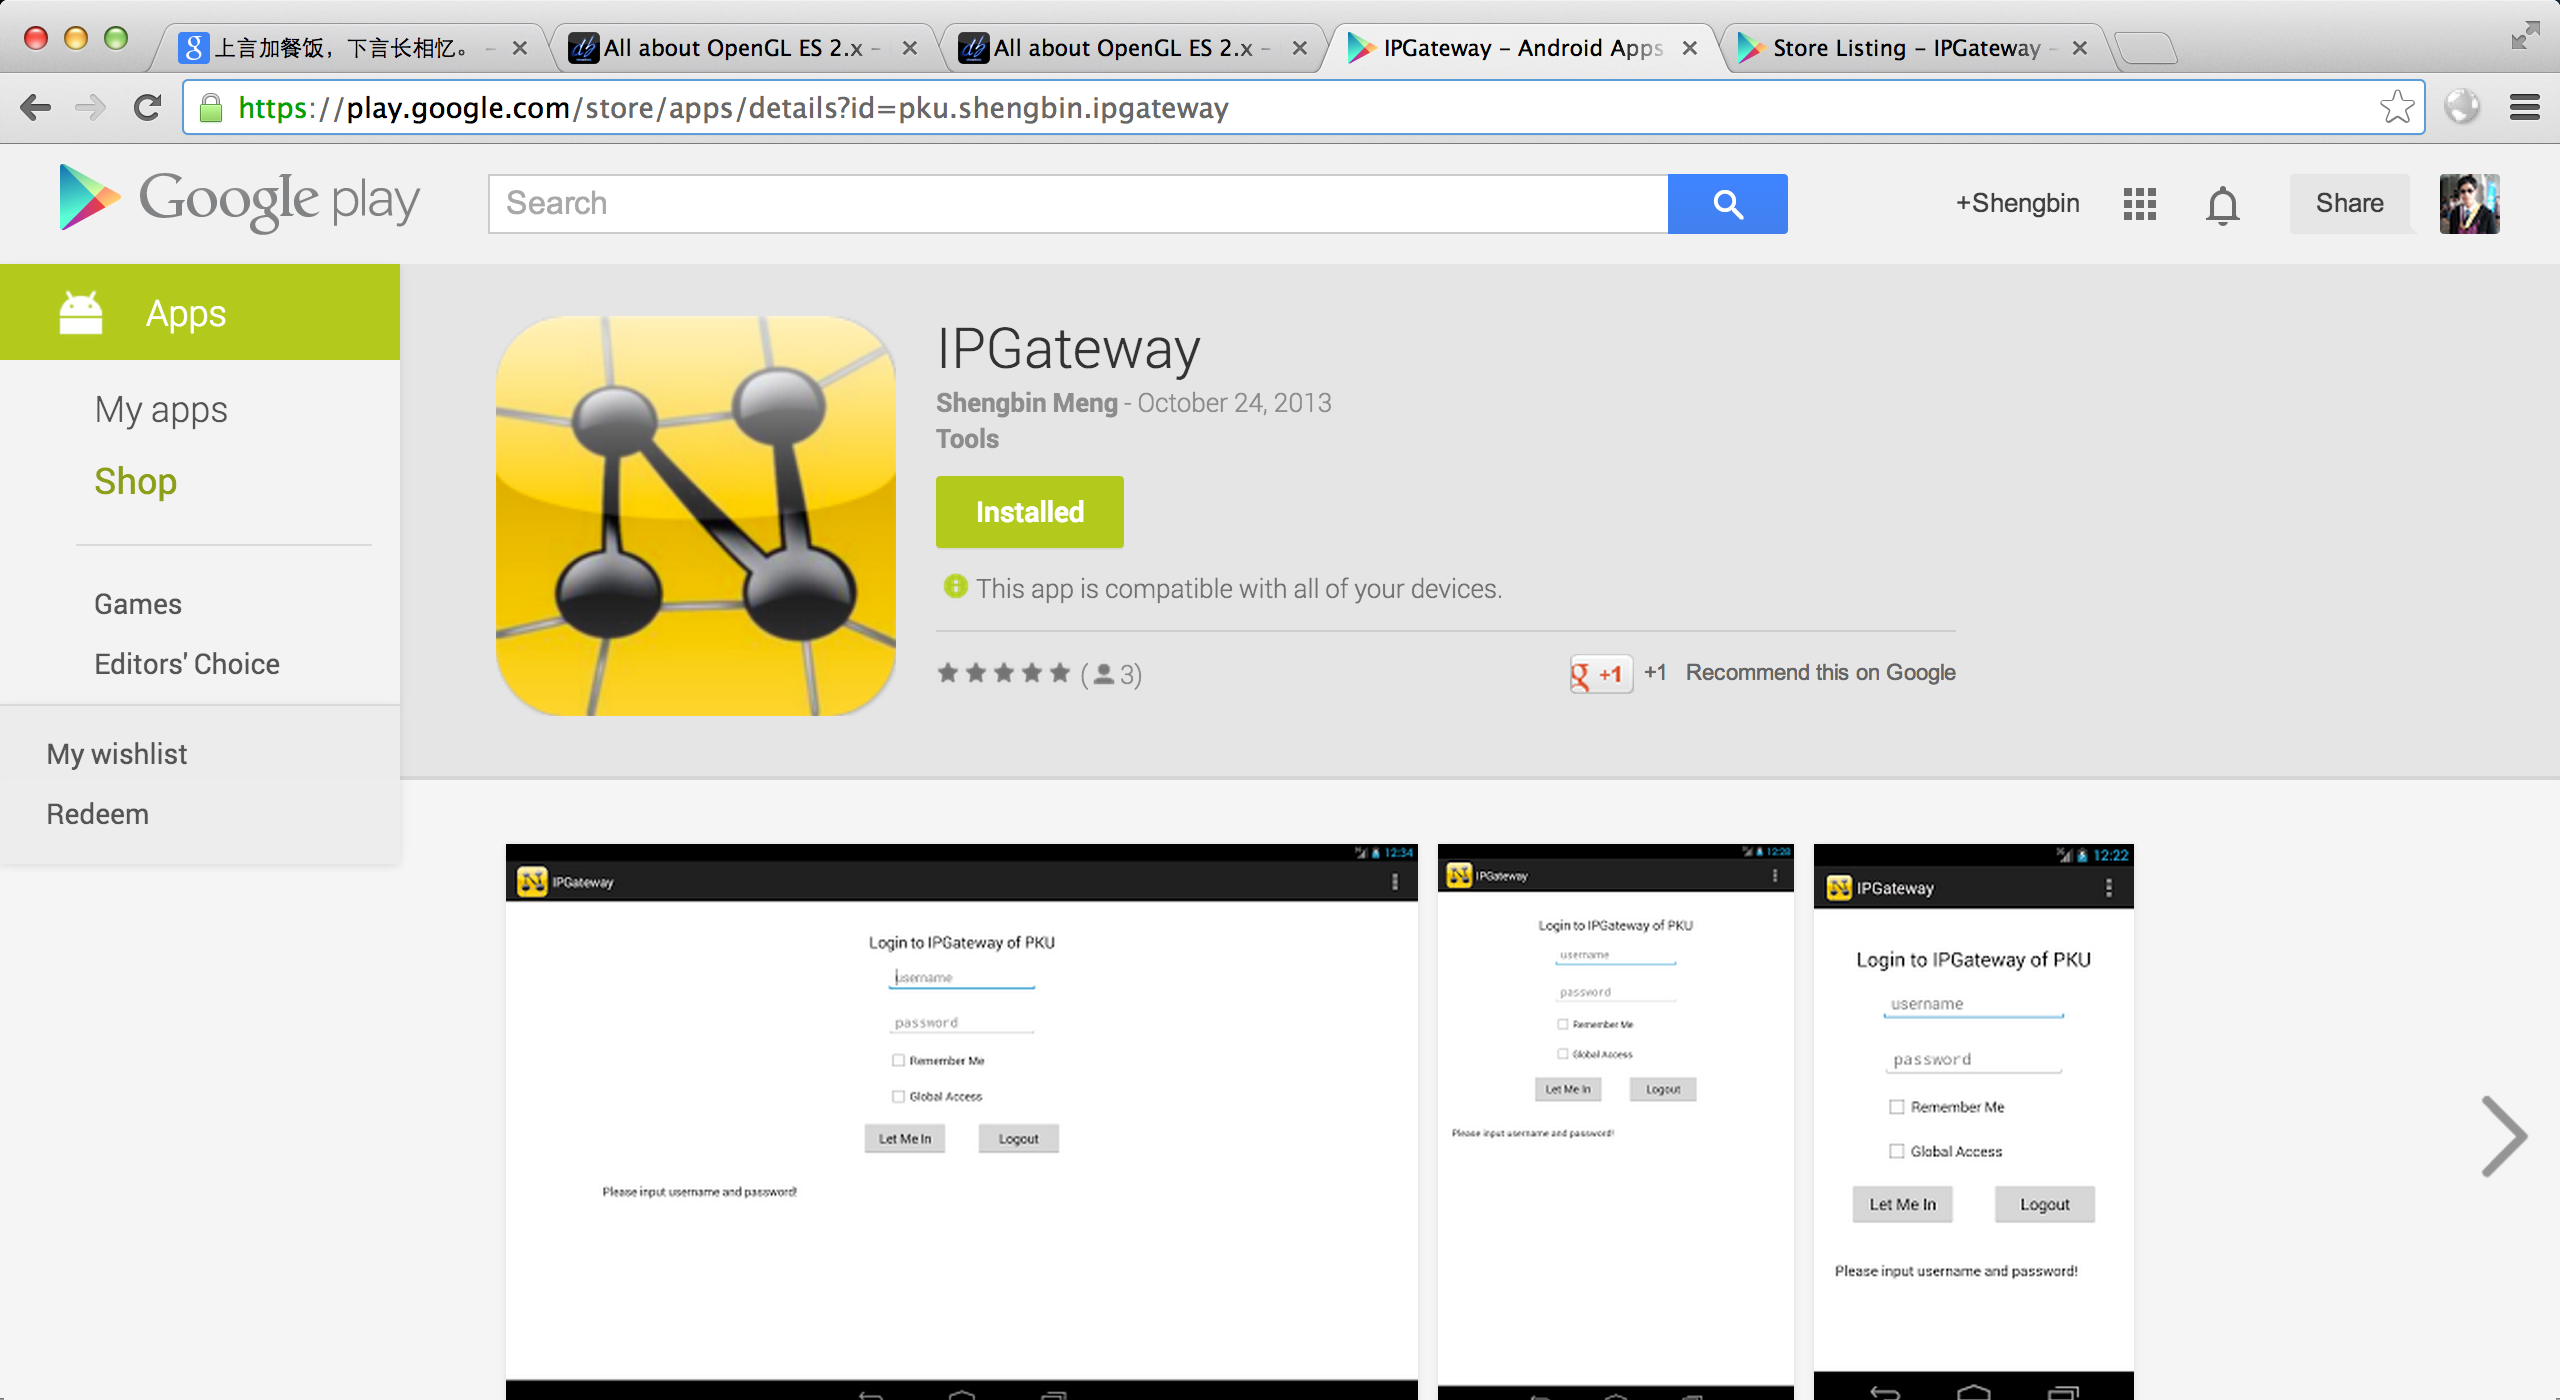 上言加餐饭，下言长相忆。 –
All about OpenGL ES 2.x –
All about OpenGL ES 2.x –
IPGateway – Android Apps
Store Listing – IPGateway –
https://play.google.com/store/apps/details?id=pku.shengbin.ipgateway
Google play
Search
+Shengbin
Share
Apps
My apps
Shop
Games
Editors' Choice
My wishlist
Redeem
IPGateway
Shengbin Meng - October 24, 2013
Tools
Installed
This app is compatible with all of your devices.
(3)
g +1
+1 Recommend this on Google
12:34
IPGateway
Login to IPGateway of PKU
username
password
Remember Me
Global Access
Let Me In
Logout
Please input username and password!
12:28
IPGateway
Login to IPGateway of PKU
username
password
Remember Me
Global Access
Let Me In
Logout
Please input username and password!
12:22
IPGateway
Login to IPGateway of PKU
username
password
Remember Me
Global Access
Let Me In
Logout
Please input username and password!